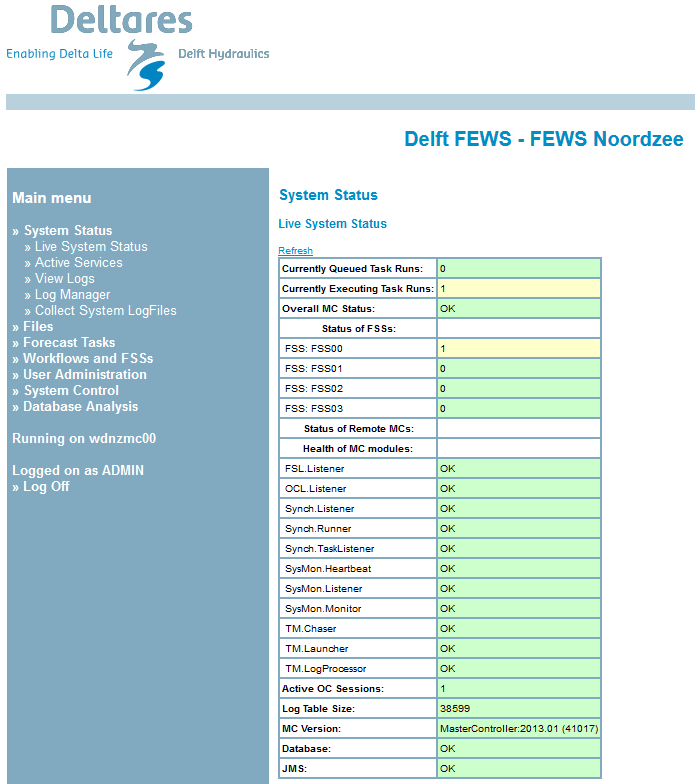 Deltares
Enabling Delta Life Delft Hydraulics
Delft FEWS - FEWS Noordzee
Main menu
» System Status
» Live System Status
» Active Services
» View Logs
» Log Manager
» Collect System LogFiles
» Files
» Forecast Tasks
» Workflows and FSSs
» User Administration
» System Control
» Database Analysis
Running on wdnzmc00
Logged on as ADMIN
» Log Off
System Status
Live System Status
Refresh
Currently Queued Task Runs: 0
Currently Executing Task Runs: 1
Overall MC Status: OK
Status of FSSs:
FSS: FSS00 1
FSS: FSS01 0
FSS: FSS02 0
FSS: FSS03 0
Status of Remote MCs:
Health of MC modules:
FSL.Listener OK
OCL.Listener OK
Synch.Listener OK
Synch.Runner OK
Synch.TaskListener OK
SysMon.Heartbeat OK
SysMon.Listener OK
SysMon.Monitor OK
TM.Chaser OK
TM.Launcher OK
TM.LogProcessor OK
Active OC Sessions: 1
Log Table Size: 38599
MC Version: MasterController:2013.01 (41017)
Database: OK
JMS: OK